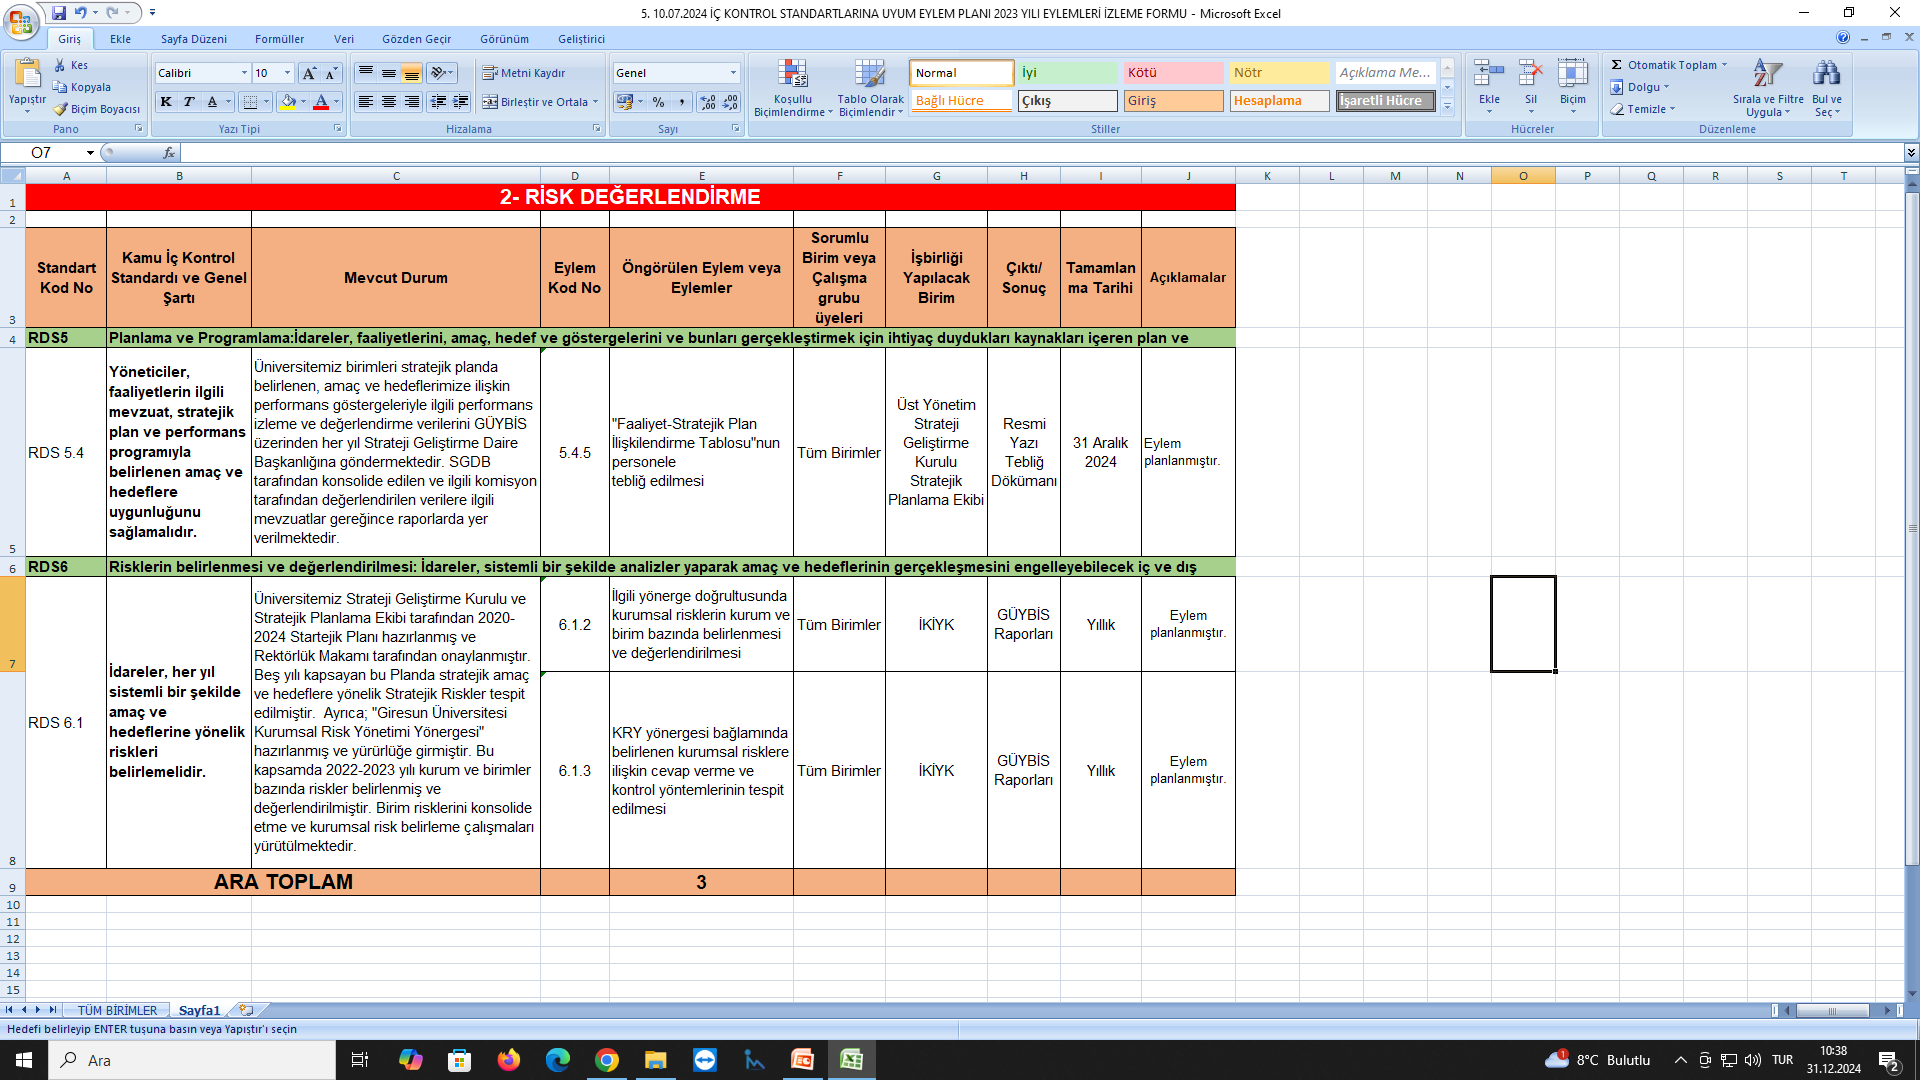 5. 10.07.2024 İÇ KONTROL STANDARTLARINA UYUM EYLEM PLANI 2023 YILI EYLEMLERİ İZLEME FORMU - Microsoft Excel
Giriş Ekle Sayfa Düzeni Formüller Veri Gözden Geçir Görünüm Geliştirici
Yapıştır
Kes
Kopyala
Biçim Boyacısı
Pano
Calibri 10
K T A
Yazı Tipi
Metni Kaydır
Birleştir ve Ortala
Hizalama
Genel
%
Sayı
Koşullu
Biçimlendirme
Tablo Olarak
Biçimlendir
Normal İyi Kötü Nötr Açıklama Me...
Bağlı Hücre Çıkış Giriş Hesaplama İşaretli Hücre
Stiller
Ekle Sil Biçim
Hücreler
Σ Otomatik Toplam
Dolgu
Temizle
Sırala ve Filtre
Uygula
Bul ve
Seç
Düzenleme
O7
fx
A B C D E F G H I J K L M N O P Q R S T
1
2- RİSK DEĞERLENDİRME
2
3
Standart
Kod No
Kamu İç Kontrol
Standardı ve Genel
Şartı
Mevcut Durum
Eylem
Kod No
Öngörülen Eylem veya
Eylemler
Sorumlu
Birim veya
Çalışma
grubu
üyeleri
İşbirliği
Yapılacak
Birim
Çıktı/
Sonuç
Tamamlan
ma Tarihi
Açıklamalar
4
RDS5
Planlama ve Programlama:İdareler, faaliyetlerini, amaç, hedef ve göstergelerini ve bunları gerçekleştirmek için ihtiyaç duydukları kaynakları içeren plan ve
5
RDS 5.4
Yöneticiler,
faaliyetlerin ilgili
mevzuat, stratejik
plan ve performans
programıyla
belirlenen amaç ve
hedeflere
uygunluğunu
sağlamalıdır.
Üniversitemiz birimleri stratejik planda
belirlenen, amaç ve hedeflerimize ilişkin
performans göstergeleriyle ilgili performans
izleme ve değerlendirme verilerini GÜYBİS
üzerinden her yıl Strateji Geliştirme Daire
Başkanlığına göndermektedir. SGDB
tarafından konsolide edilen ve ilgili komisyon
tarafından değerlendirilen verilere ilgili
mevzuatlar gereğince raporlarda yer
verilmektedir.
5.4.5
"Faaliyet-Stratejik Plan
İlişkilendirme Tablosu"nun
personele
tebliğ edilmesi
Tüm Birimler
Üst Yönetim
Strateji
Geliştirme
Kurulu
Stratejik
Planlama Ekibi
Resmi
Yazı
Tebliğ
Dökümanı
31 Aralık
2024
Eylem
planlanmıştır.
6
RDS6
Risklerin belirlenmesi ve değerlendirilmesi: İdareler, sistemli bir şekilde analizler yaparak amaç ve hedeflerinin gerçekleşmesini engelleyebilecek iç ve dış
7
RDS 6.1
İdareler, her yıl
sistemli bir şekilde
amaç ve
hedeflerine yönelik
riskleri
belirlemelidir.
Üniversitemiz Strateji Geliştirme Kurulu ve
Stratejik Planlama Ekibi tarafından 2020-
2024 Startejik Planı hazırlanmış ve
Rektörlük Makamı tarafından onaylanmıştır.
Beş yılı kapsayan bu Planda stratejik amaç
ve hedeflere yönelik Stratejik Riskler tespit
edilmiştir. Ayrıca; "Giresun Üniversitesi
Kurumsal Risk Yönetimi Yönergesi"
hazırlanmış ve yürürlüğe girmiştir. Bu
kapsamda 2022-2023 yılı kurum ve birimler
bazında riskler belirlenmiş ve
değerlendirilmiştir. Birim risklerini konsolide
etme ve kurumsal risk belirleme çalışmaları
yürütülmektedir.
6.1.2
İlgili yönerge doğrultusunda
kurumsal risklerin kurum ve
birim bazında belirlenmesi
ve değerlendirilmesi
Tüm Birimler
İKİYK
GÜYBİS
Raporları
Yıllık
Eylem
planlanmıştır.
8
6.1.3
KRY yönergesi bağlamında
belirlenen kurumsal risklere
ilişkin cevap verme ve
kontrol yöntemlerinin tespit
edilmesi
Tüm Birimler
İKİYK
GÜYBİS
Raporları
Yıllık
Eylem
planlanmıştır.
9
ARA TOPLAM 3
10
11
12
13
14
15
TÜM BİRİMLER Sayfa1
Hedefi belirleyip ENTER tuşuna basın veya Yapıştır'ı seçin
Ara
1
8°C Bulutlu
TUR
10:38
31.12.2024
2